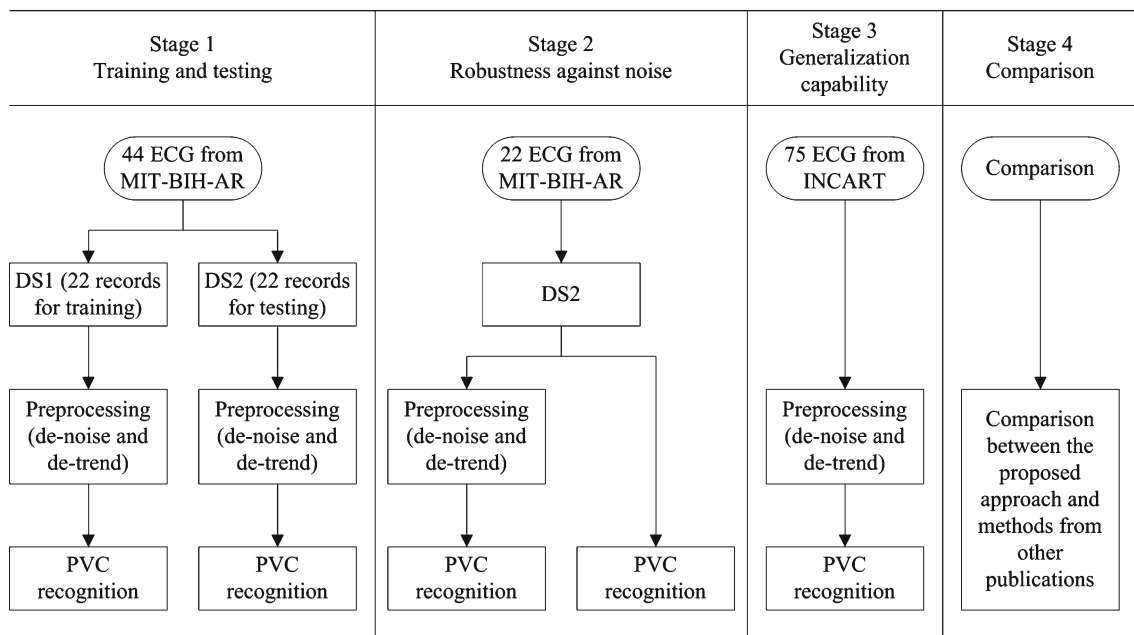 Stage 1
Training and testing
Stage 2
Robustness against noise
Stage 3
Generalization
capability
Stage 4
Comparison
44 ECG from
MIT-BIH-AR
DS1 (22 records
for training)
DS2 (22 records
for testing)
Preprocessing
(de-noise and
de-trend)
Preprocessing
(de-noise and
de-trend)
PVC
recognition
PVC
recognition
22 ECG from
MIT-BIH-AR
DS2
Preprocessing
(de-noise and
de-trend)
PVC
recognition
PVC
recognition
75 ECG from
INCART
Preprocessing
(de-noise and
de-trend)
PVC
recognition
Comparison
Comparison
between the
proposed
approach and
methods from
other
publications